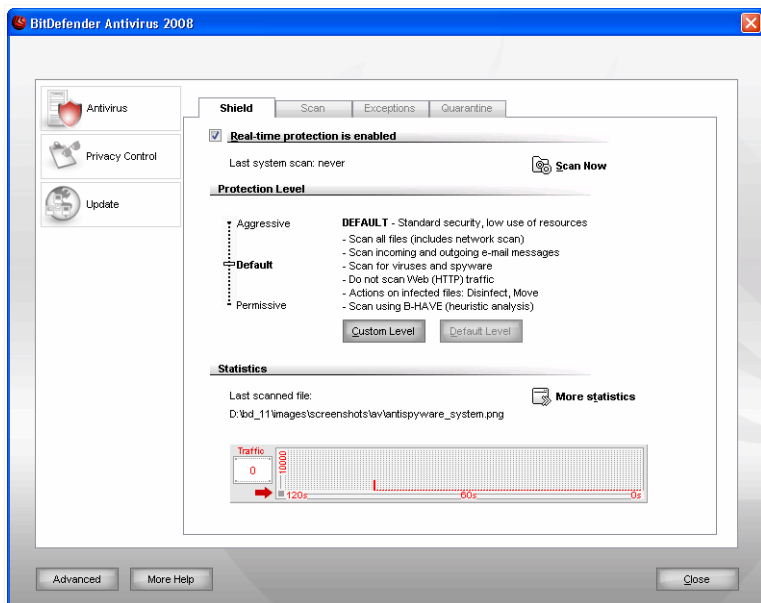 BitDefender Antivirus 2008
Antivirus
Privacy Control
Update
Shield
Scan
Exceptions
Quarantine
Real-time protection is enabled
Last system scan: never
Scan Now
Protection Level
Aggressive
Default
Permissive
DEFAULT - Standard security, low use of resources
- Scan all files (includes network scan)
- Scan incoming and outgoing e-mail messages
- Scan for viruses and spyware
- Do not scan Web (HTTP) traffic
- Actions on infected files: Disinfect, Move
- Scan using B-HAVE (heuristic analysis)
Custom Level
Default Level
Statistics
Last scanned file:
More statistics
D:\bd_11\images\screenshots\av\antispyware_system.png
Traffic
0
10000
120s
60s
0s
Advanced
More Help
Close